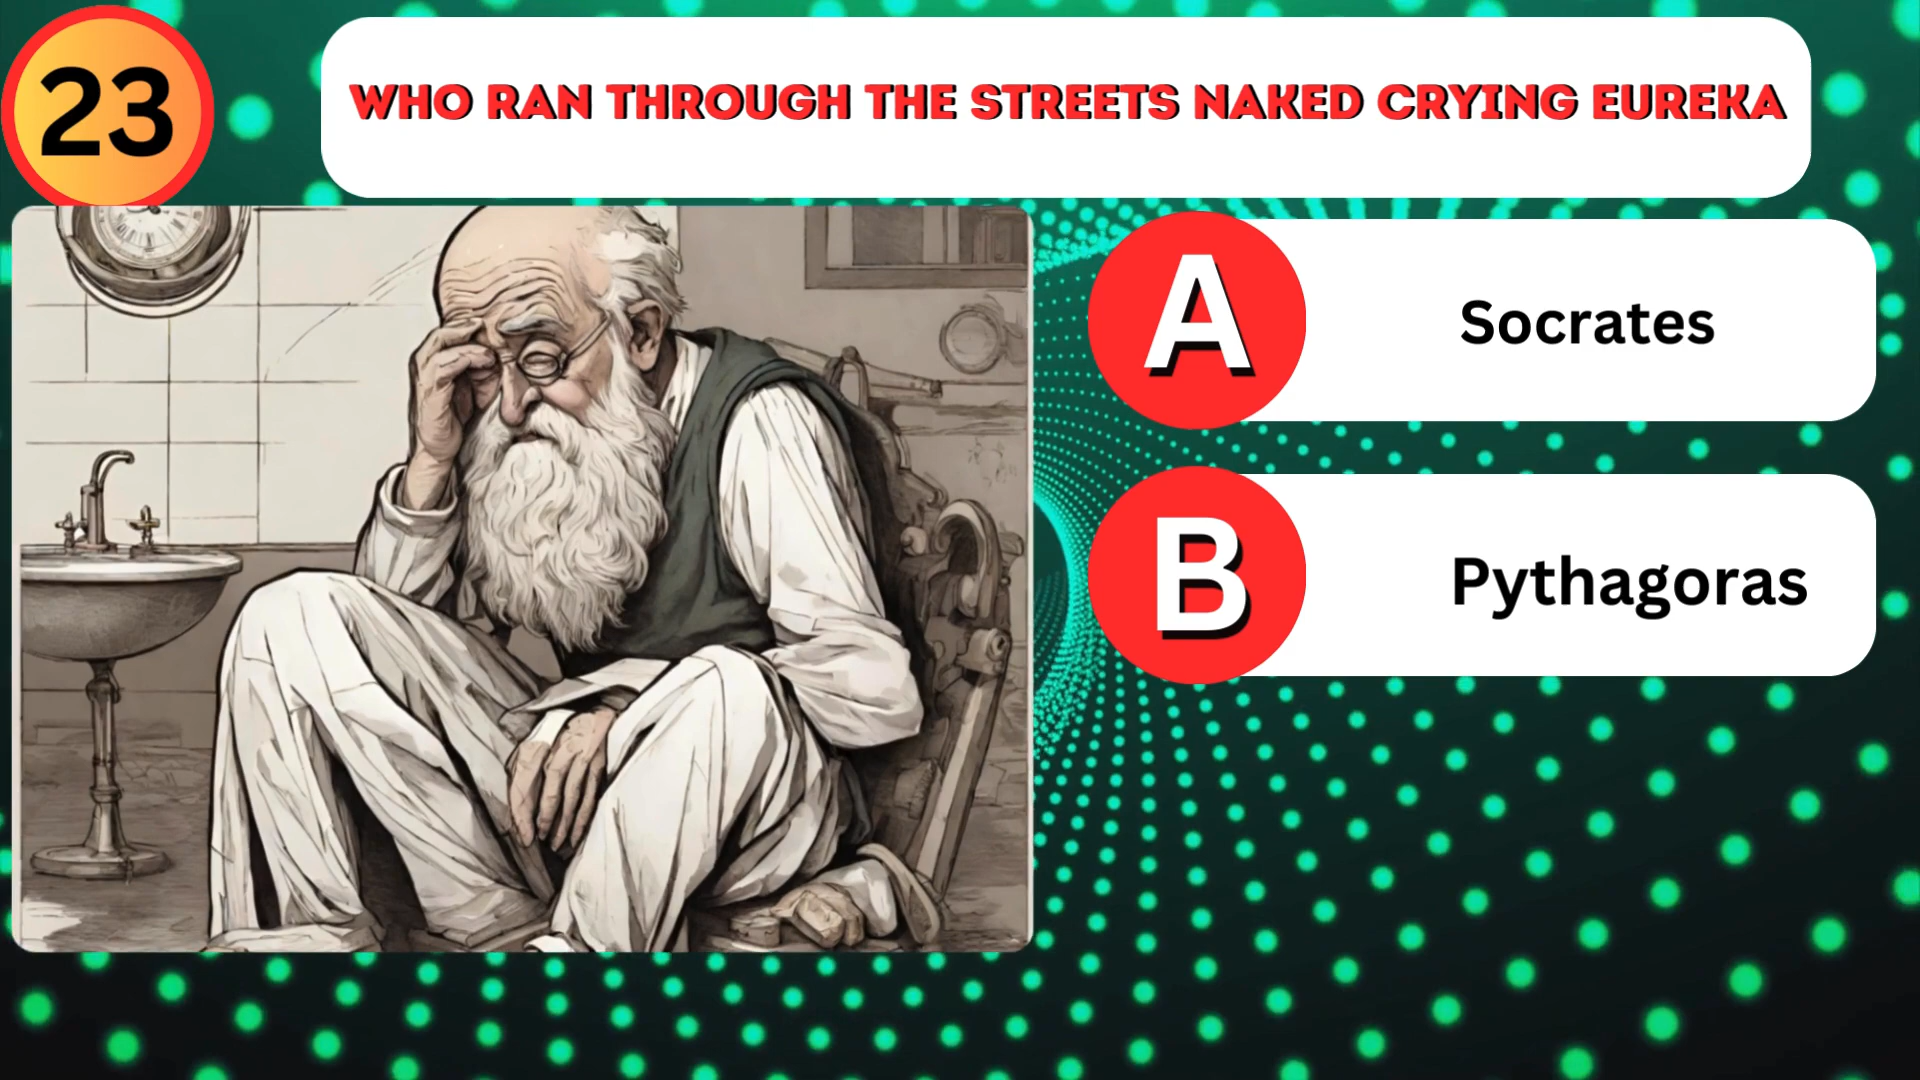 23
WHO RAN THROUGH THE STREETS NAKED CRYING EUREKA
A
Socrates
B
Pythagoras